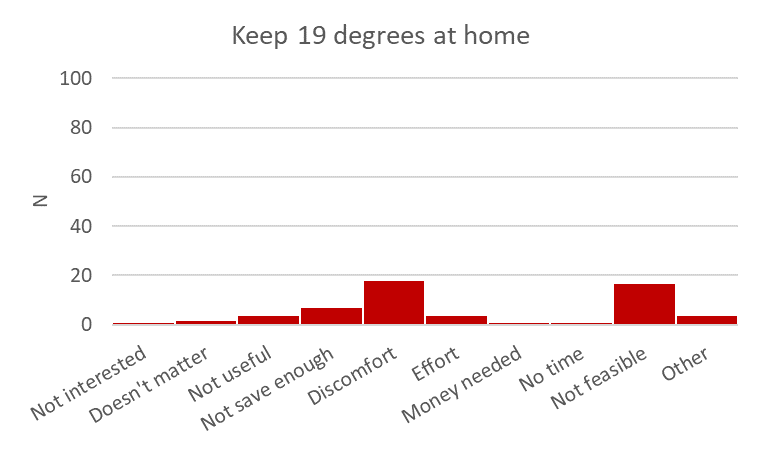 Keep 19 degrees at home
100
80
60
40
20
0
N
Not interested
Doesn't matter
Not useful
Not save enough
Discomfort
Effort
Money needed
No time
Not feasible
Other